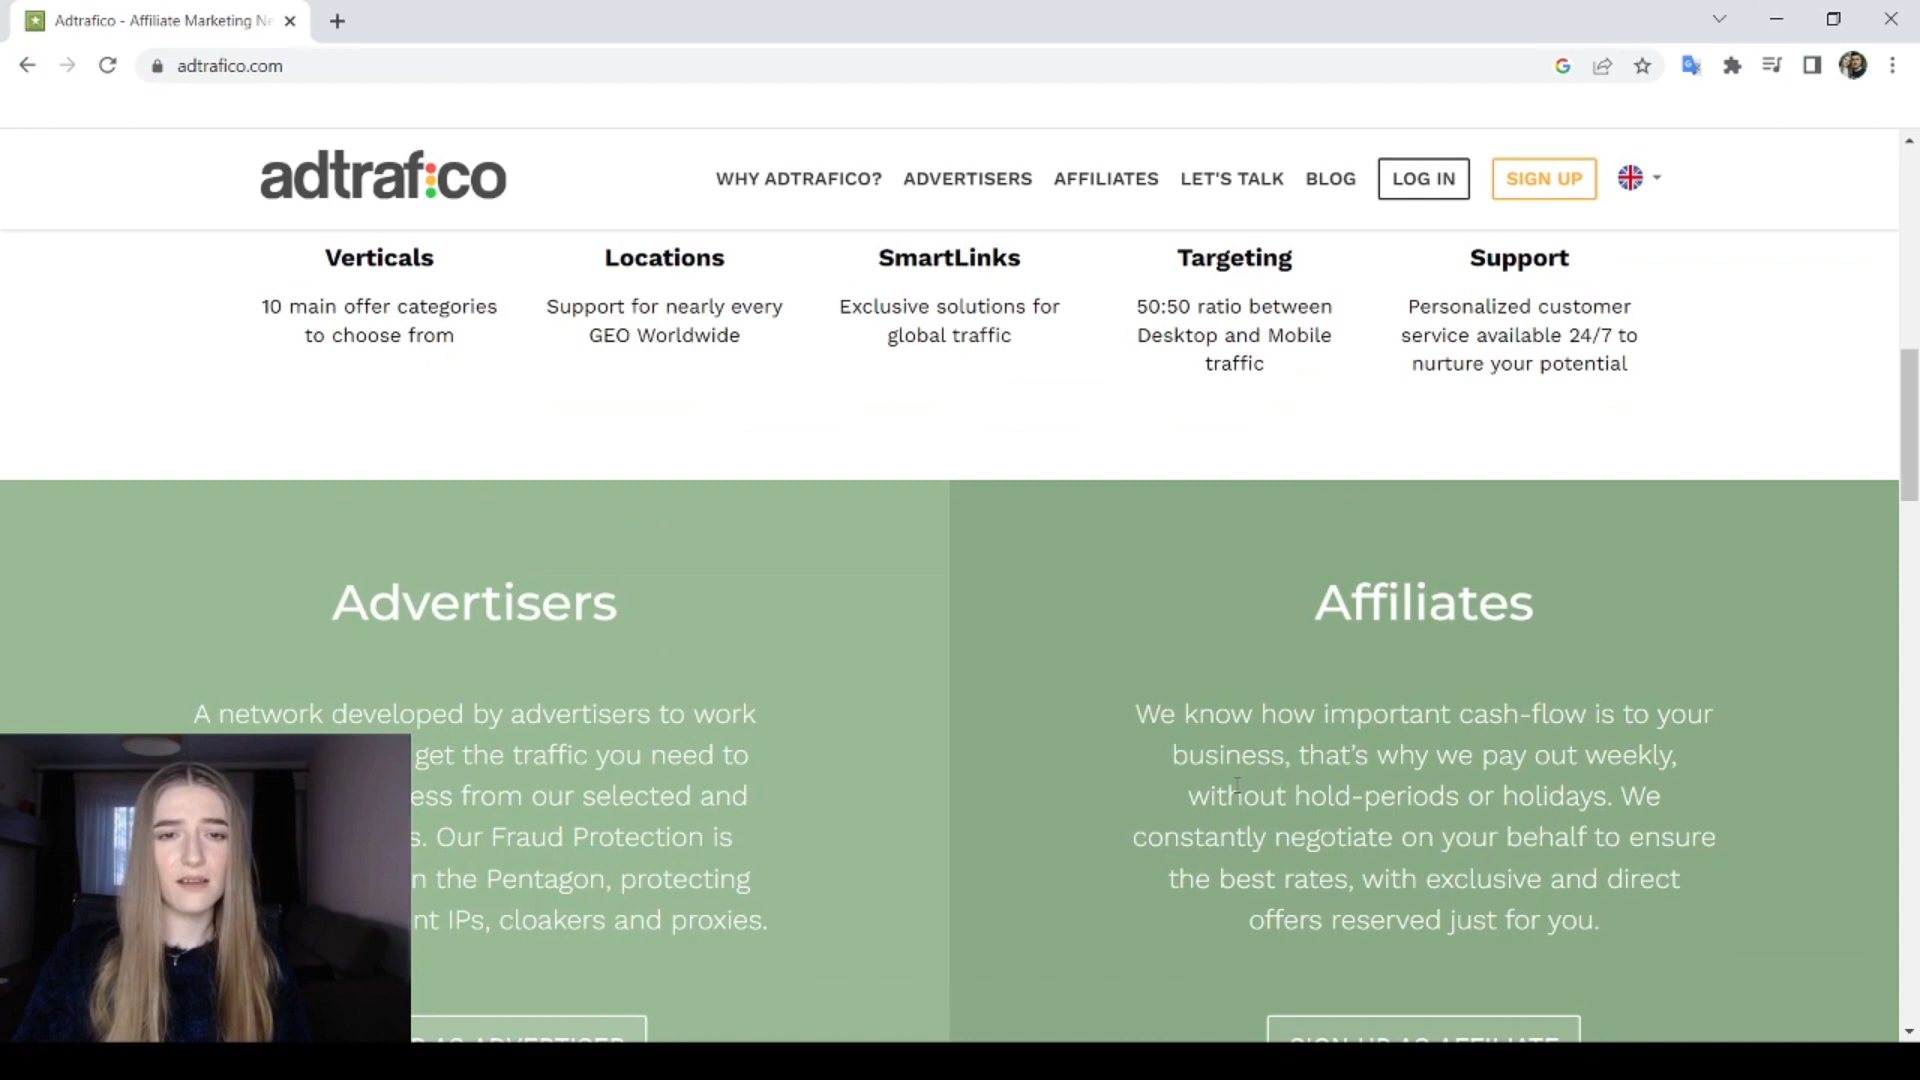 Adtrafico - Affiliate Marketing Ne
adtrafico.com
adtrafico
WHY ADTRAFICO?
ADVERTISERS
AFFILIATES
LET'S TALK
BLOG
LOG IN
SIGN UP
Verticals
10 main offer categories
to choose from
Locations
Support for nearly every
GEO Worldwide
SmartLinks
Exclusive solutions for
global traffic
Targeting
50:50 ratio between
Desktop and Mobile
traffic
Support
Personalized customer
service available 24/7 to
nurture your potential
Advertisers
A network developed by advertisers to work
get the traffic you need to
ess from our selected and
s. Our Fraud Protection is
n the Pentagon, protecting
nt IPs, cloakers and proxies.
AS ADVERTISER
Affiliates
We know how important cash-flow is to your
business, that’s why we pay out weekly,
without hold-periods or holidays. We
constantly negotiate on your behalf to ensure
the best rates, with exclusive and direct
offers reserved just for you.
SIGN UP AS AFFILIATE